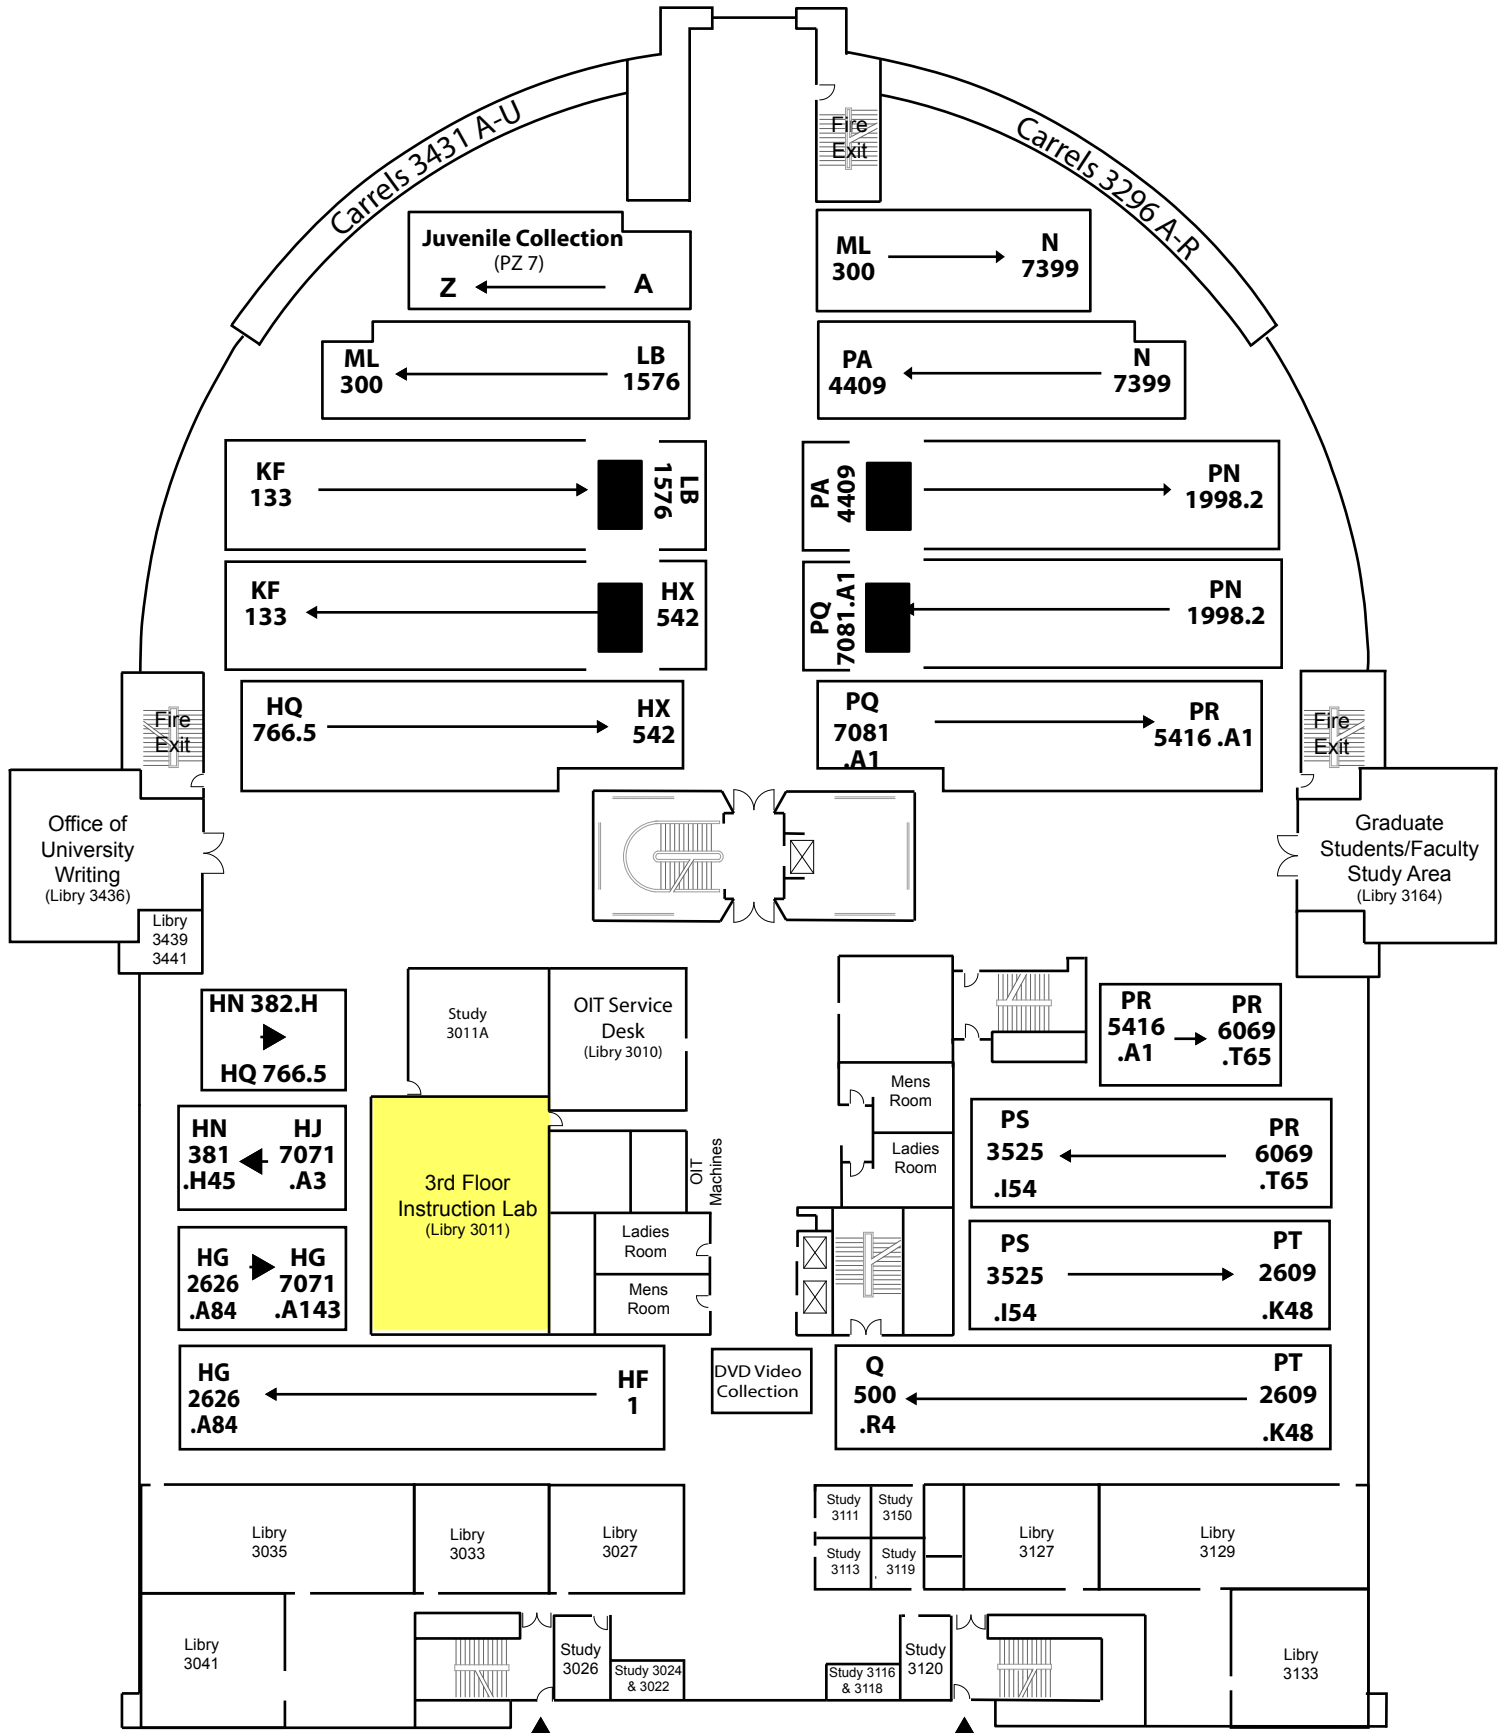 Carrels 3431 A-U
Fire
Exit
Carrels 3296 A-R
Juvenile Collection
(PZ 7)
Z
A
ML
300
N
7399
ML
300
LB
1576
PA
4409
N
7399
KF
133
LB
1576
PA
4409
PN
1998.2
KF
133
HX
542
PQ
7081.A1
PN
1998.2
HQ
766.5
HX
542
PQ
7081
.A1
PR
5416 .A1
Fire
Exit
Fire
Exit
Office of
University
Writing
(Libry 3436)
Libry
3439
3441
Graduate
Students/Faculty
Study Area
(Libry 3164)
HN 382.H
HQ 766.5
Study
3011A
OIT Service
Desk
(Libry 3010)
PR
5416
.A1
PR
6069
.T65
Mens
Room
Ladies
Room
HN
381
.H45
HJ
7071
.A3
3rd Floor
Instruction Lab
(Libry 3011)
OIT
Machines
PS
3525
.I54
PR
6069
.T65
HG
2626
.A84
HG
7071
.A143
Ladies
Room
Mens
Room
PS
3525
.I54
PT
2609
.K48
HG
2626
.A84
HF
1
DVD Video
Collection
Q
500
.R4
PT
2609
.K48
Libry
3035
Libry
3033
Libry
3027
Study
3111
Study
3150
Study
3113
Study
3119
Libry
3127
Libry
3129
Libry
3041
Study
3026
Study 3024
& 3022
Study 3116
& 3118
Study
3120
Libry
3133